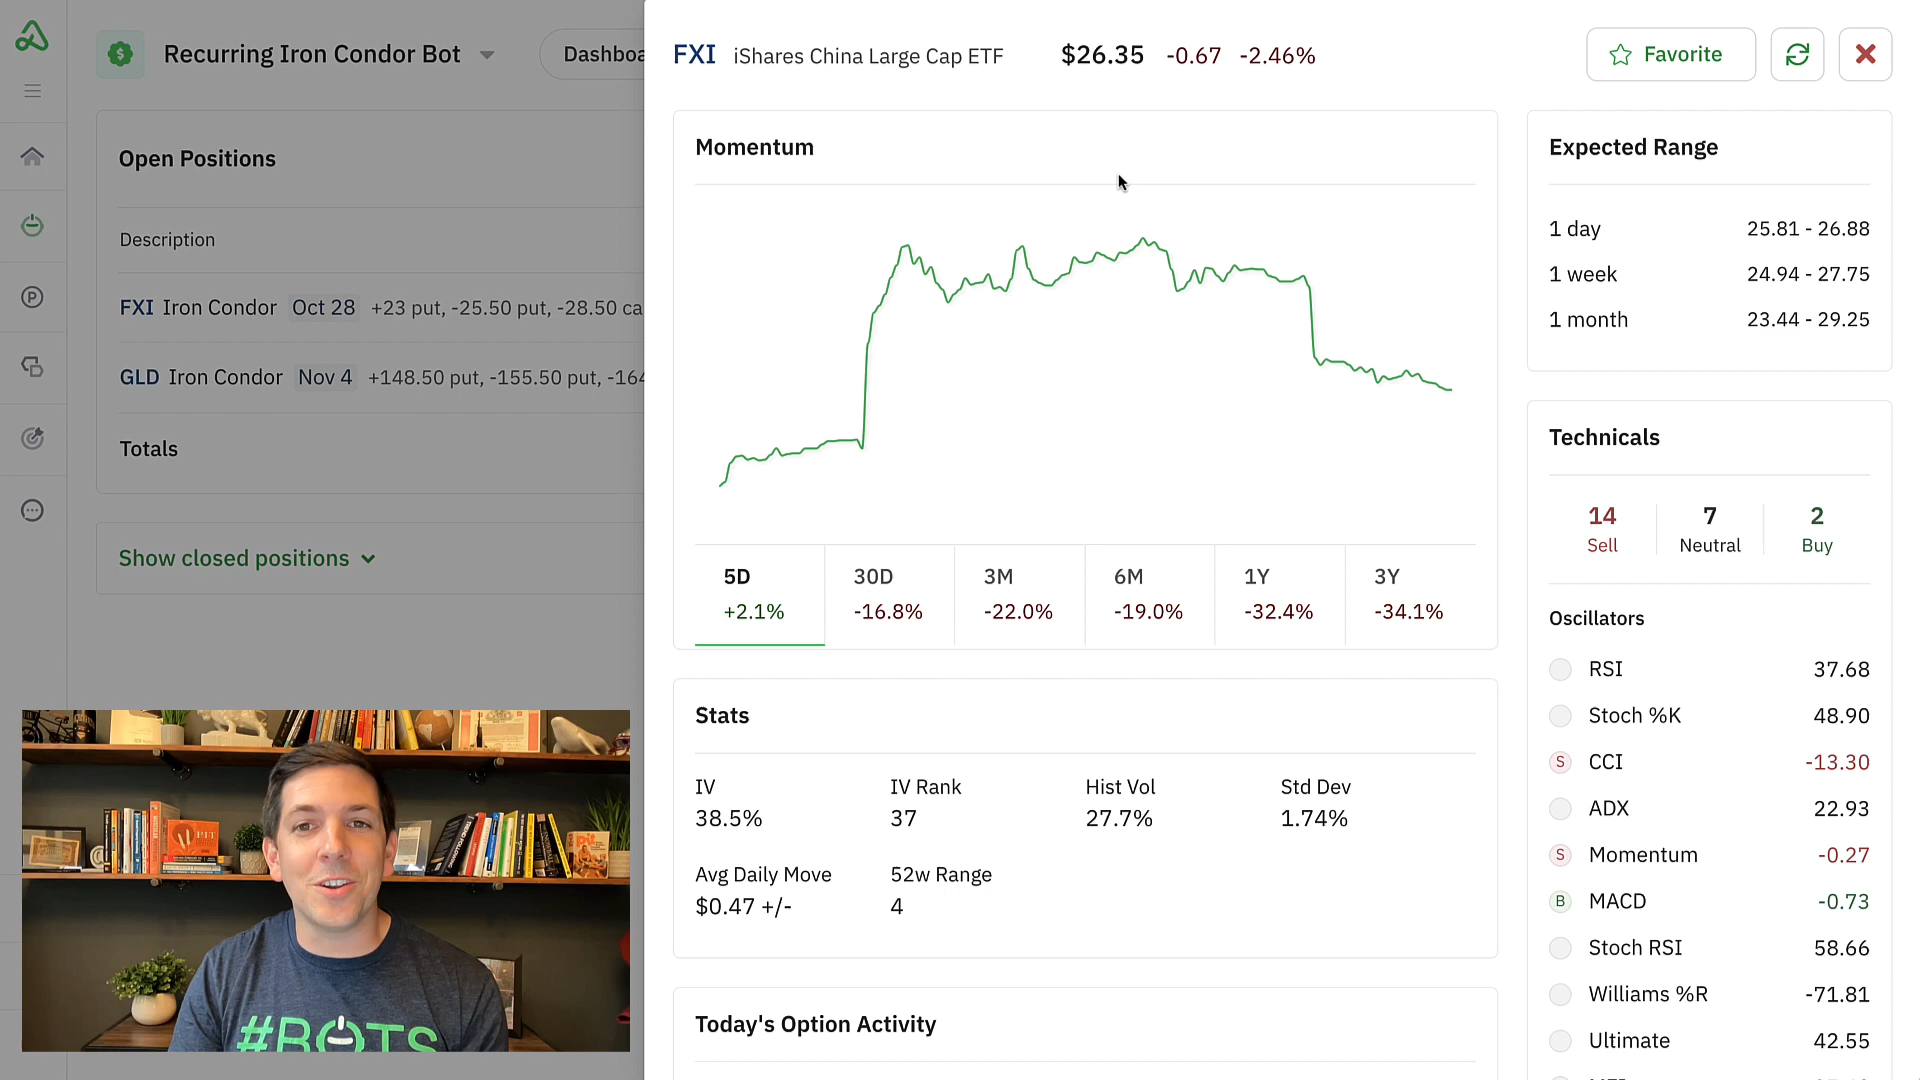 Recurring Iron Condor Bot
Open Positions
Description
FXI Iron Condor Oct 28 +23 put, -25.50 put, -28.50 ca
GLD Iron Condor Nov 4 +148.50 put, -155.50 put, -164
Totals
Show closed positions
P
PIT
#BOTS
FXI iShares China Large Cap ETF $26.35 -0.67 -2.46%
Favorite
Momentum
5D 30D 3M 6M 1Y 3Y
+2.1% -16.8% -22.0% -19.0% -32.4% -34.1%
Stats
IV IV Rank Hist Vol Std Dev
38.5% 37 27.7% 1.74%
Avg Daily Move 52w Range
$0.47 +/- 4
Today's Option Activity
Expected Range
1 day 25.81 - 26.88
1 week 24.94 - 27.75
1 month 23.44 - 29.25
Technicals
14 7 2
Sell Neutral Buy
Oscillators
RSI 37.68
Stoch %K 48.90
S CCI -13.30
ADX 22.93
S Momentum -0.27
B MACD -0.73
Stoch RSI 58.66
Williams %R -71.81
Ultimate 42.55